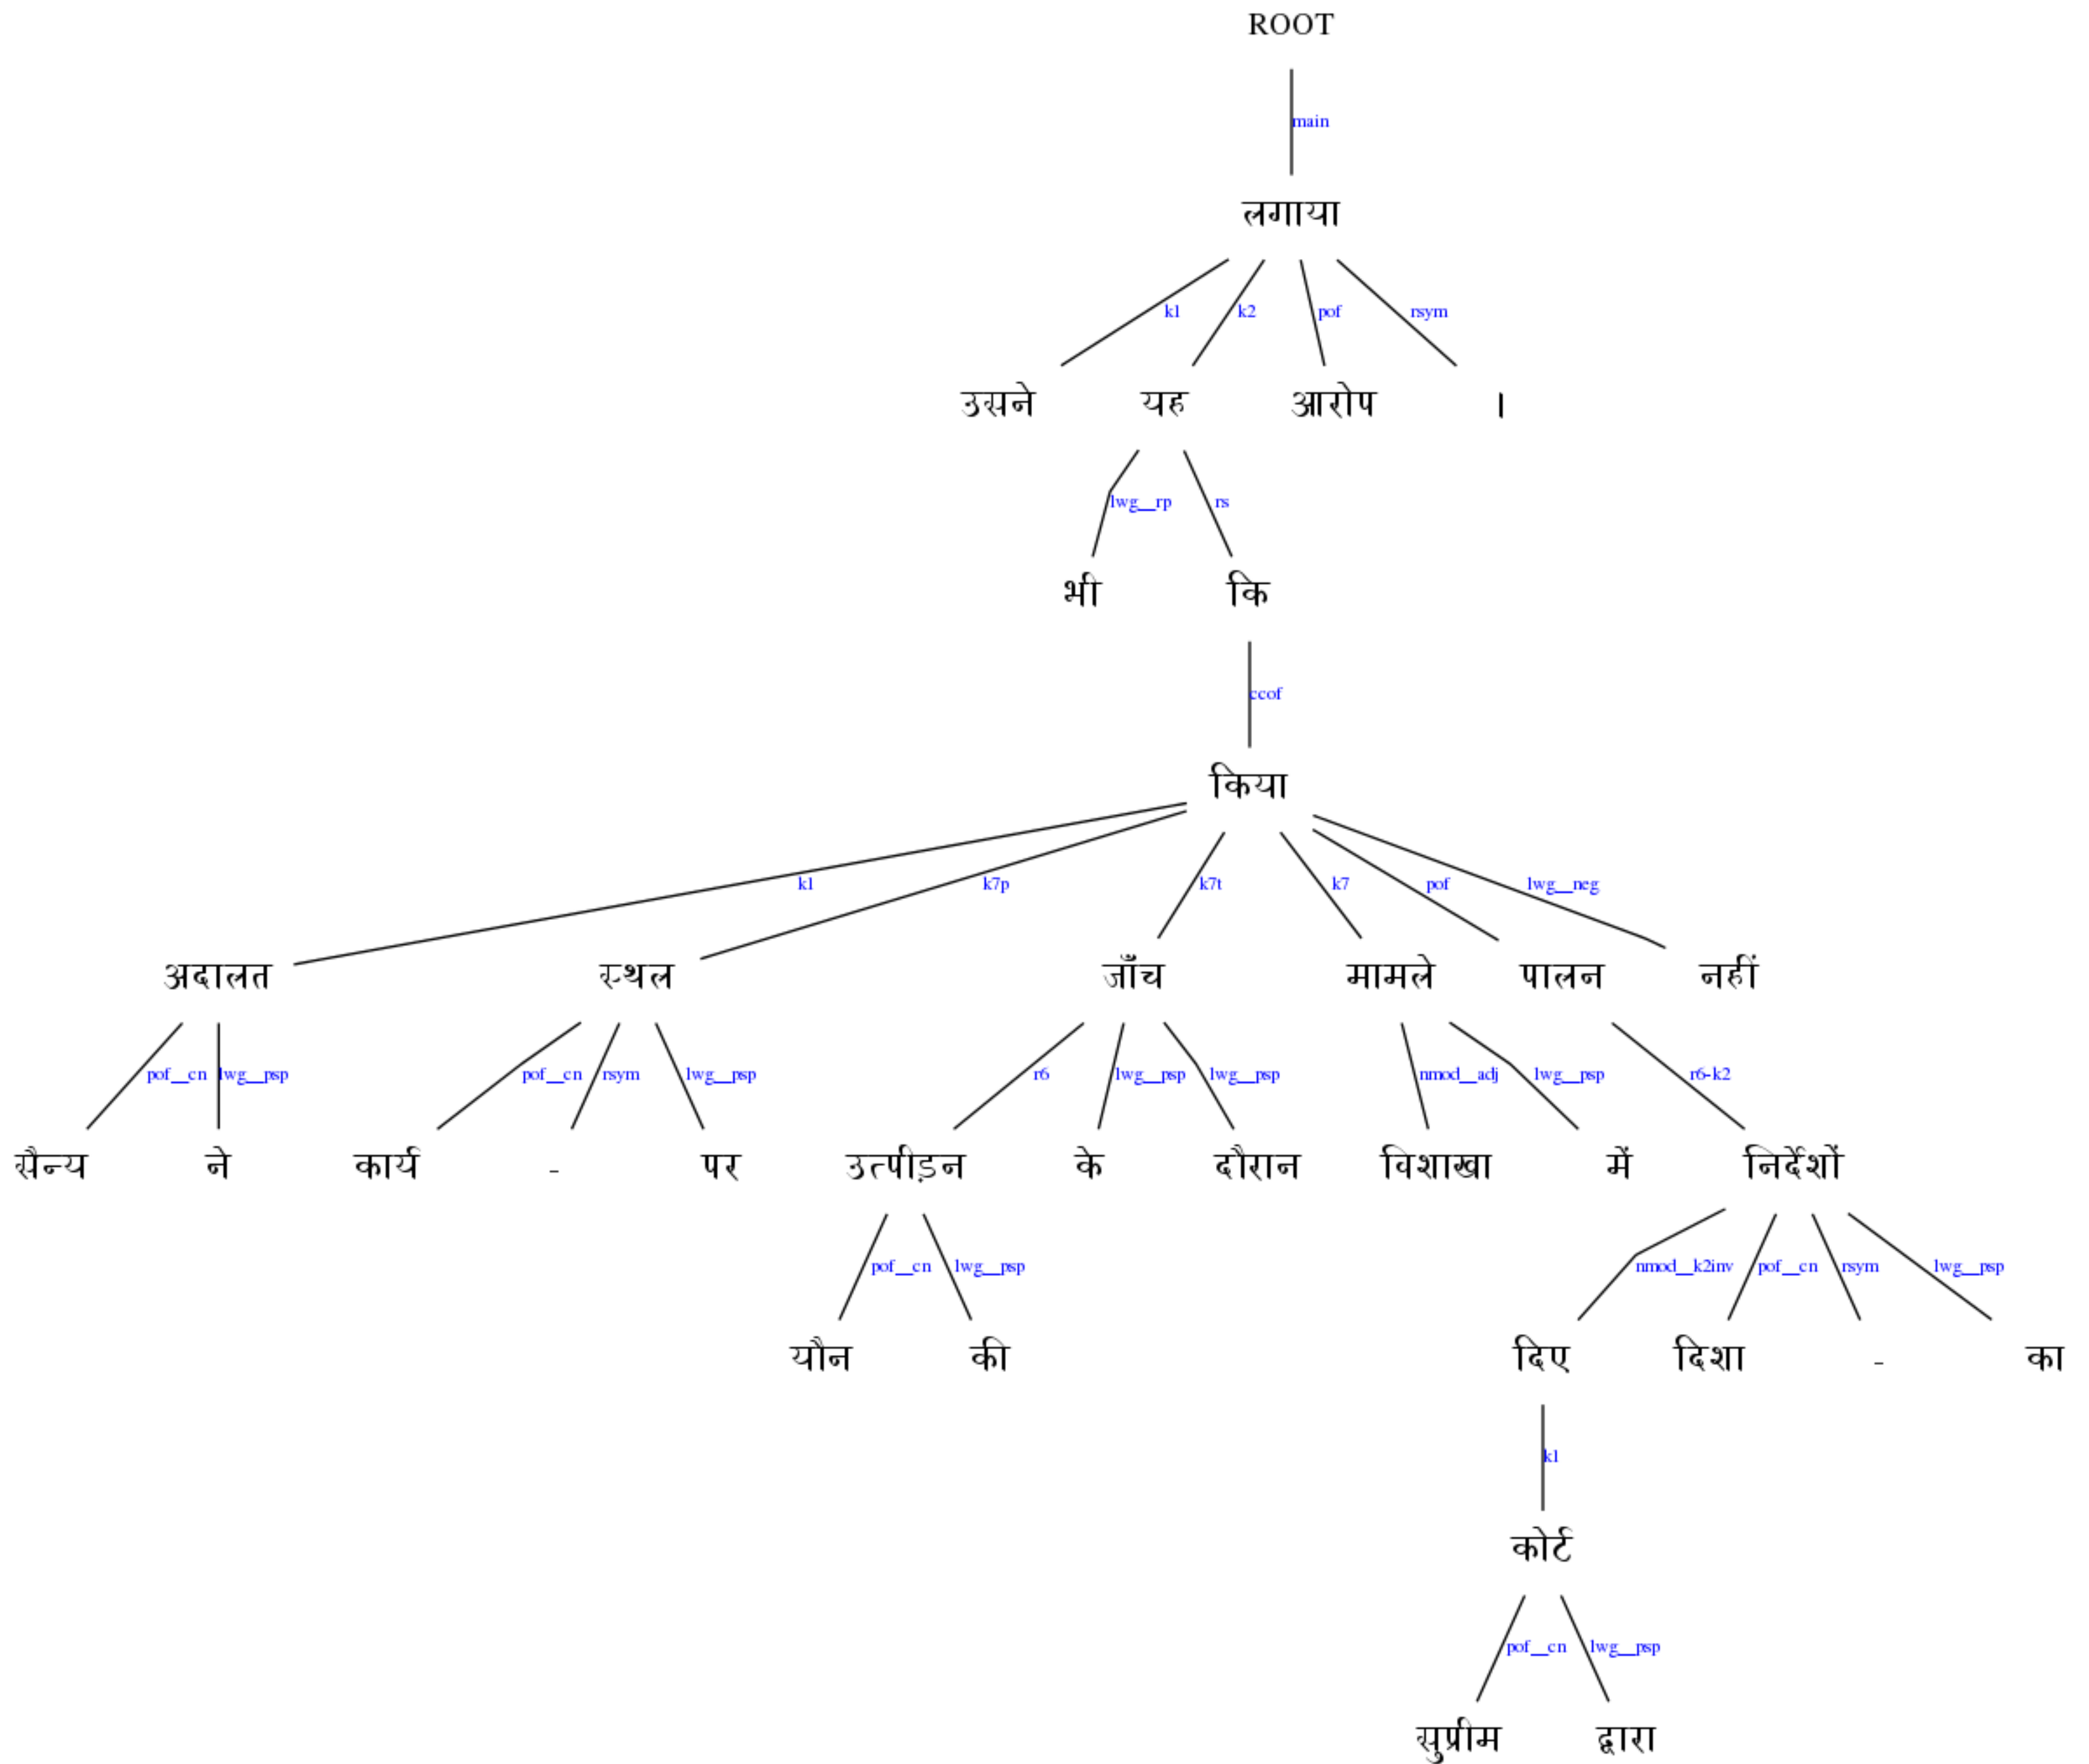 ROOT
main
लगाया
k1 k2 pof rsym
उसने यह आरोप ।
lwg__rp rs
भी कि
ccof
किया
k1 k7p k7t k7 pof lwg__neg
अदालत स्थल जाँच मामले पालन नहीं
pof__cn lwg__psp pof__cn rsym lwg__psp r6 lwg__psp lwg__psp nmod__adj lwg__psp r6-k2
सैन्य ने कार्य - पर उत्पीड़न के दौरान विशाखा में निर्देशों
pof__cn lwg__psp nmod__k2inv pof__cn rsym lwg__psp
यौन की दिए दिशा - का
k1
कोर्ट
pof__cn lwg__psp
सुप्रीम द्वारा